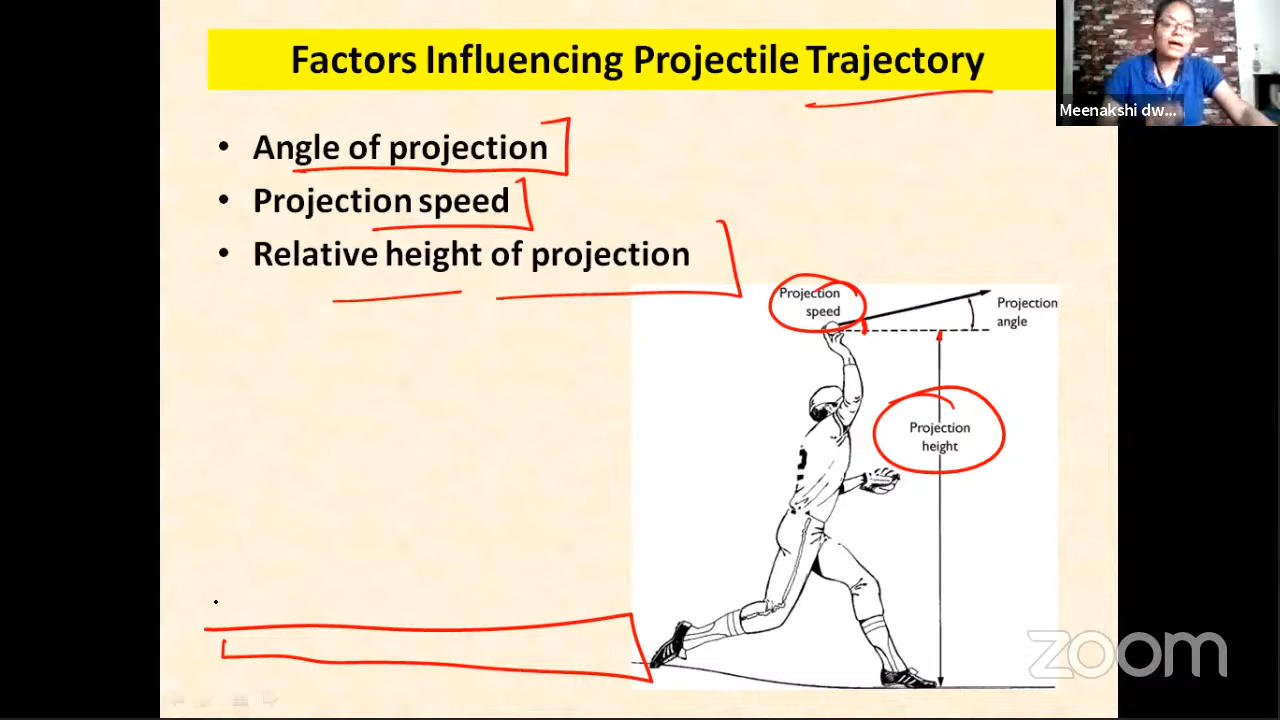 Factors Influencing Projectile Trajectory
Meenakshi dw...
• Angle of projection
• Projection speed
• Relative height of projection
Projection
speed
Projection
angle
Projection
height
zoom